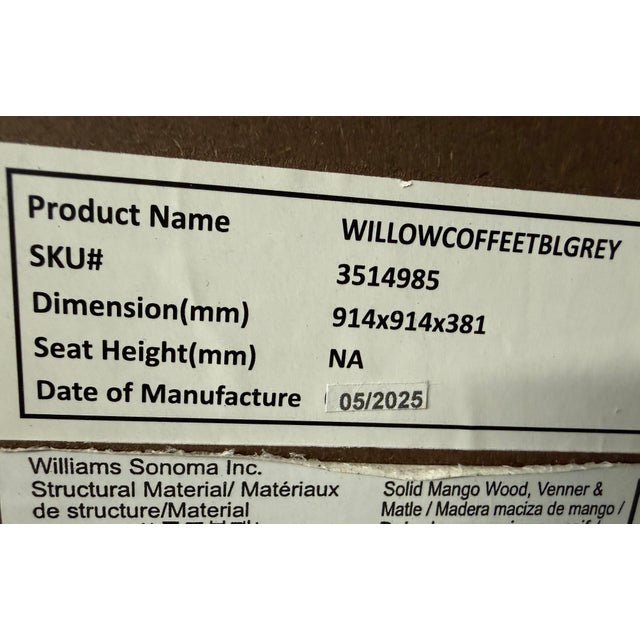 Product Name WILLOWCOFFEETBLGREY
SKU# 3514985
Dimension(mm) 914x914x381
Seat Height(mm) NA
Date of Manufacture 05/2025
Williams Sonoma Inc.
Structural Material/ Matériaux
de structure/Material
Solid Mango Wood, Venner &
Matle / Madera maciza de mango /